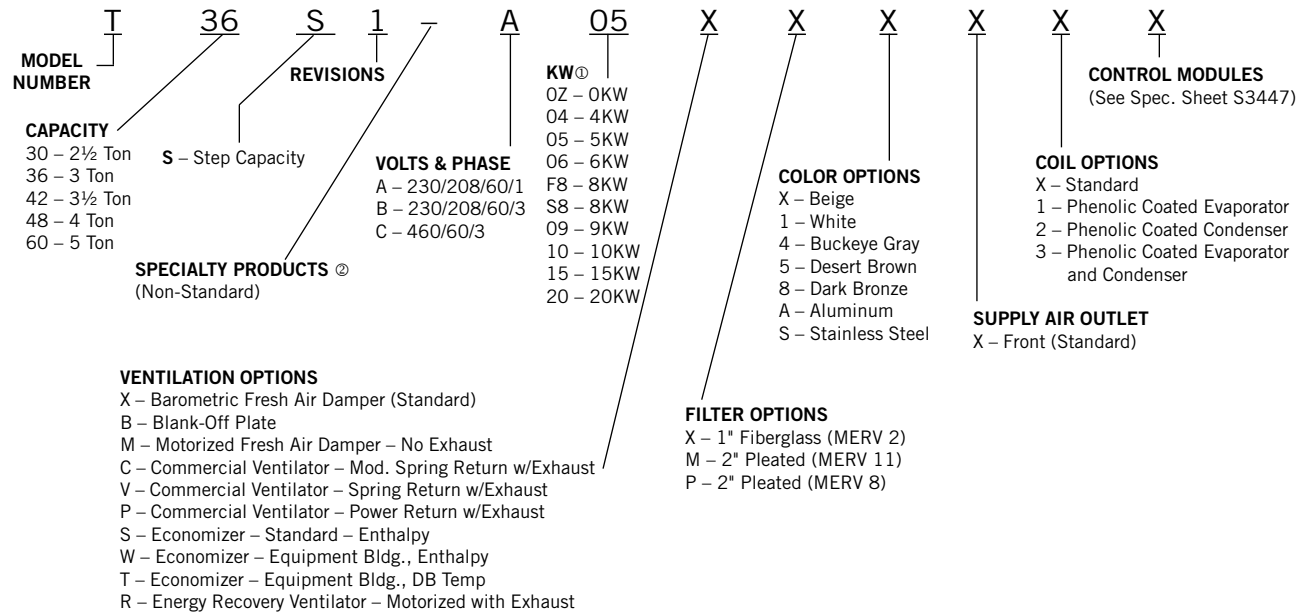 T 36 S 1 – A 05 X X X X X X
MODEL
NUMBER
REVISIONS
CAPACITY
30 – 2½ Ton
36 – 3 Ton
42 – 3½ Ton
48 – 4 Ton
60 – 5 Ton
S – Step Capacity
SPECIALTY PRODUCTS ②
(Non-Standard)
VOLTS & PHASE
A – 230/208/60/1
B – 230/208/60/3
C – 460/60/3
KW①
0Z – 0KW
04 – 4KW
05 – 5KW
06 – 6KW
F8 – 8KW
S8 – 8KW
09 – 9KW
10 – 10KW
15 – 15KW
20 – 20KW
VENTILATION OPTIONS
X – Barometric Fresh Air Damper (Standard)
B – Blank-Off Plate
M – Motorized Fresh Air Damper – No Exhaust
C – Commercial Ventilator – Mod. Spring Return w/Exhaust
V – Commercial Ventilator – Spring Return w/Exhaust
P – Commercial Ventilator – Power Return w/Exhaust
S – Economizer – Standard – Enthalpy
W – Economizer – Equipment Bldg., Enthalpy
T – Economizer – Equipment Bldg., DB Temp
R – Energy Recovery Ventilator – Motorized with Exhaust
FILTER OPTIONS
X – 1" Fiberglass (MERV 2)
M – 2" Pleated (MERV 11)
P – 2" Pleated (MERV 8)
COLOR OPTIONS
X – Beige
1 – White
4 – Buckeye Gray
5 – Desert Brown
8 – Dark Bronze
A – Aluminum
S – Stainless Steel
SUPPLY AIR OUTLET
X – Front (Standard)
COIL OPTIONS
X – Standard
1 – Phenolic Coated Evaporator
2 – Phenolic Coated Condenser
3 – Phenolic Coated Evaporator
and Condenser
CONTROL MODULES
(See Spec. Sheet S3447)